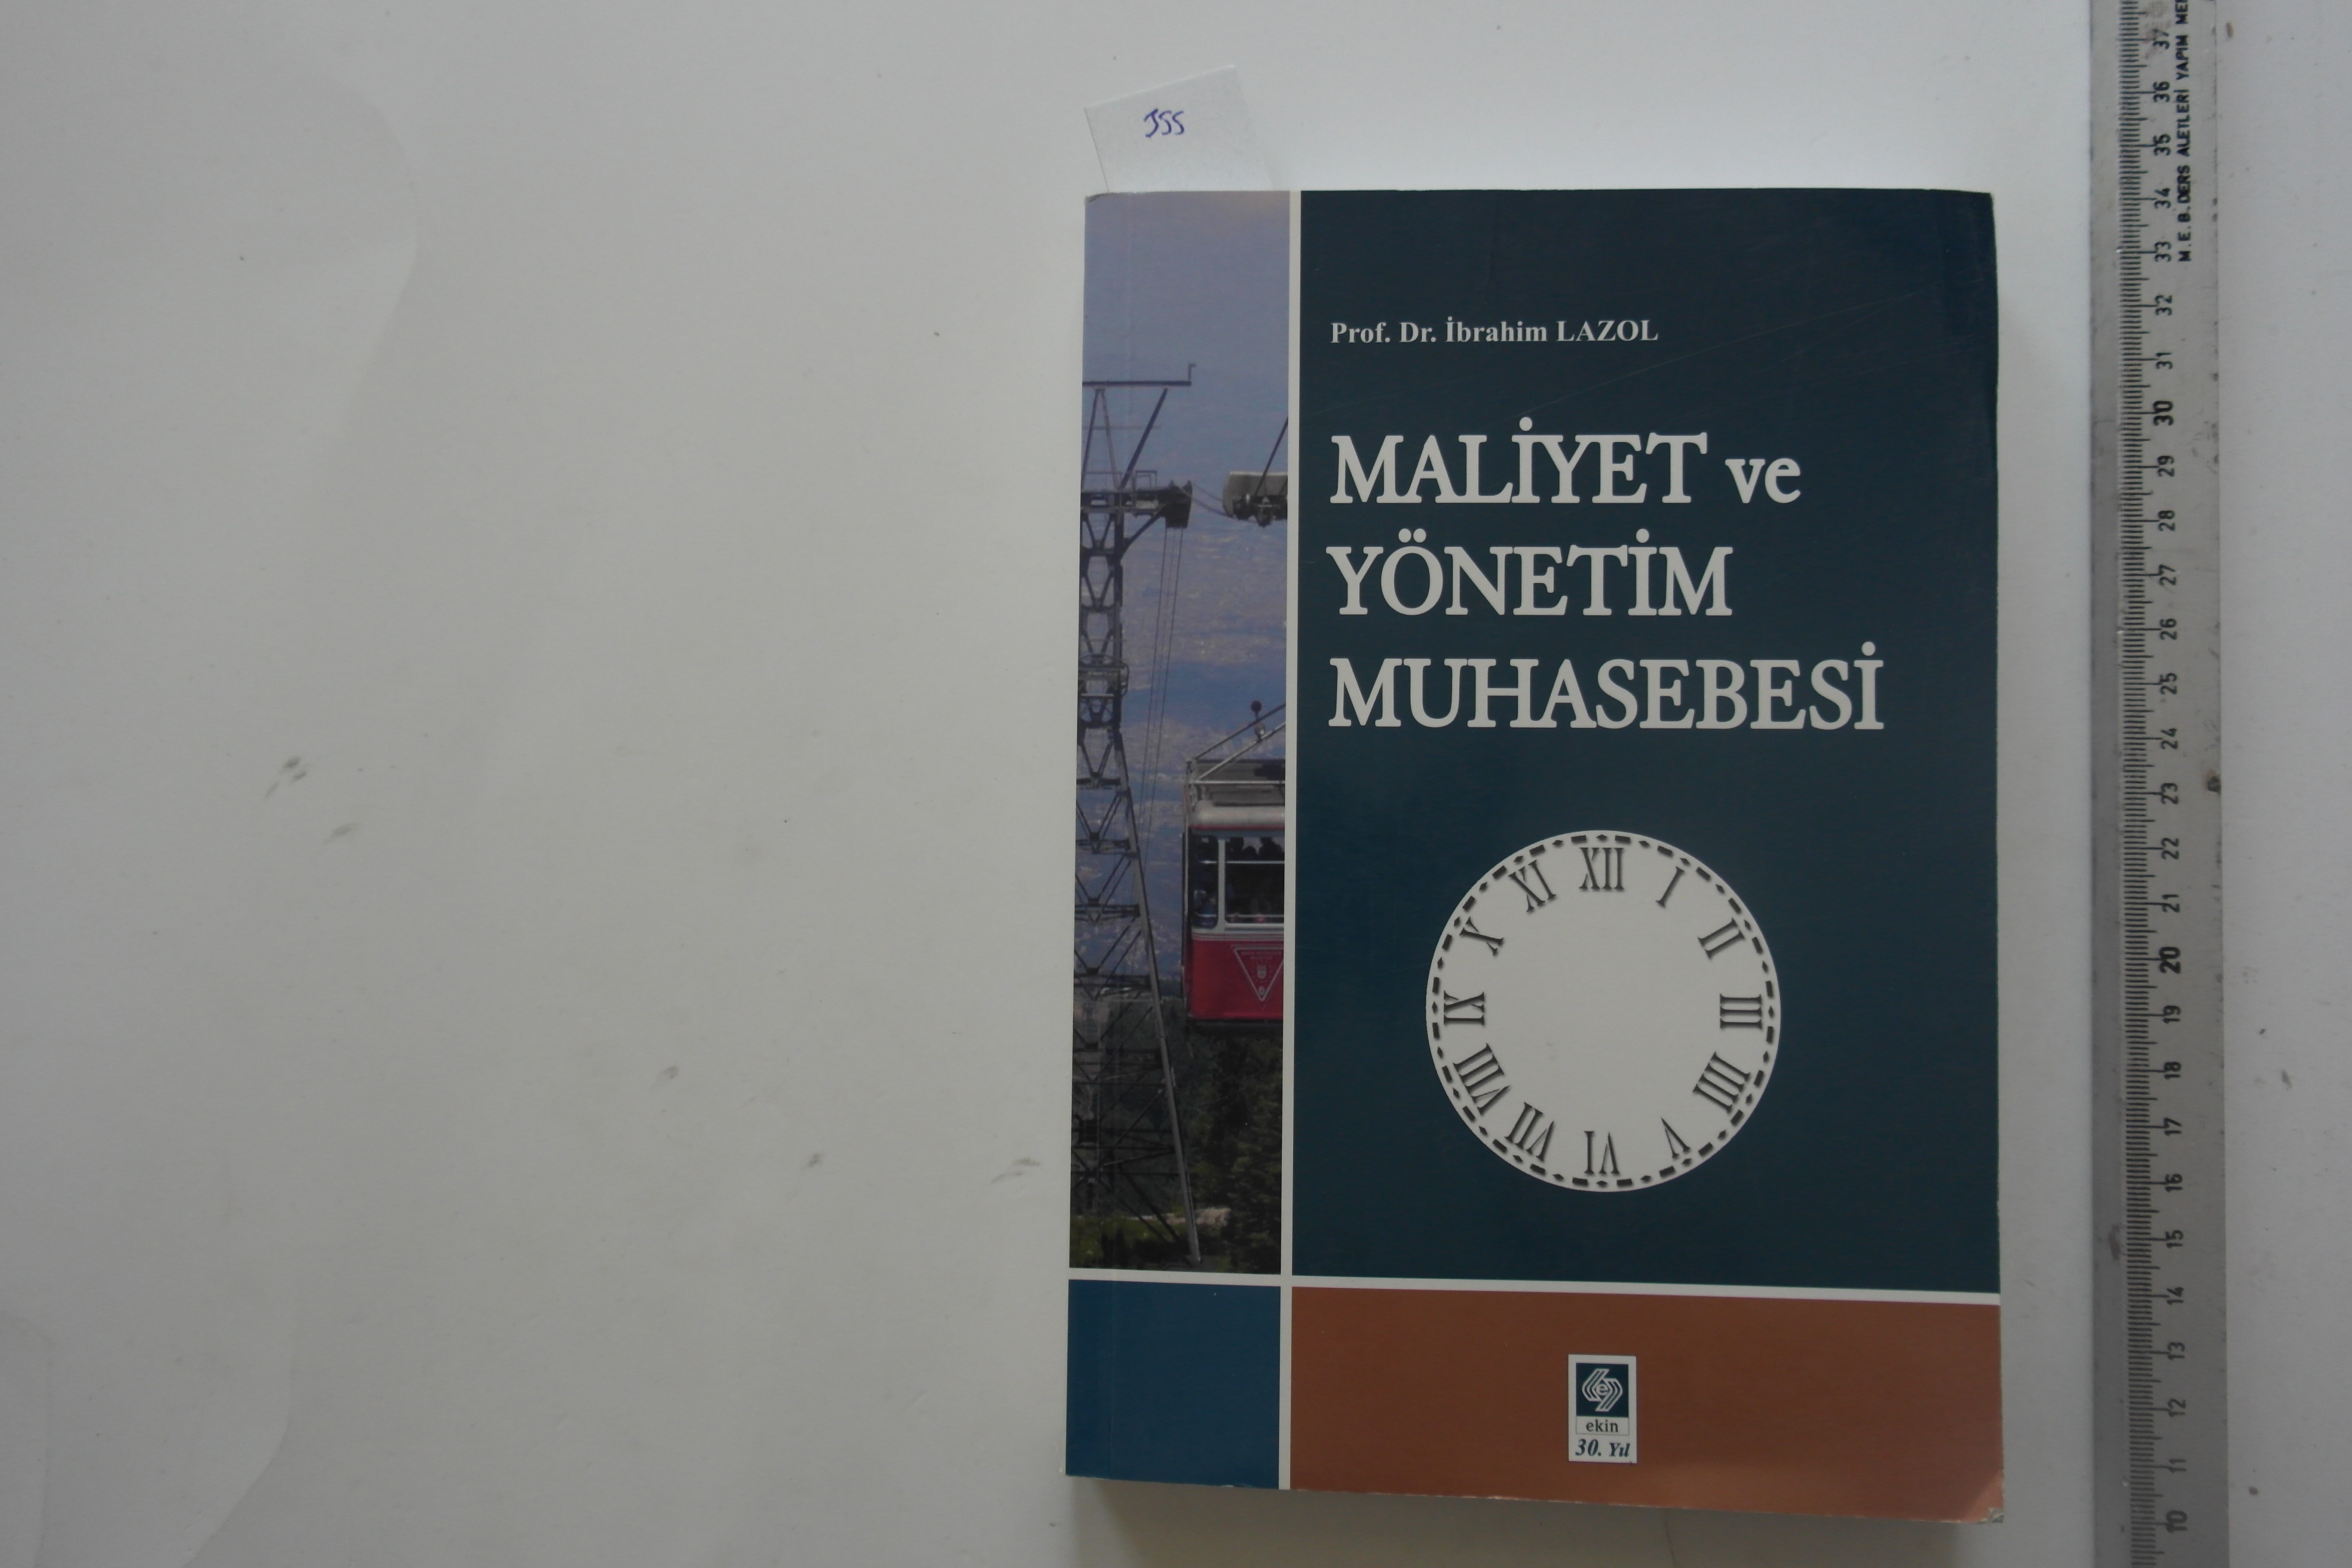 Prof. Dr. İbrahim LAZOL
MALİYET ve
YÖNETİM
MUHASEBESİ
XII
I
II
III
IIII
V
VI
VII
VIII
IX
X
XI
ekin
30. Yıl
37
36
35
34
33
32
31
30
29
28
27
26
25
24
23
22
21
20
19
18
17
16
15
14
13
12
11
10
M.E.B. DERS ALETLERİ YAPIM